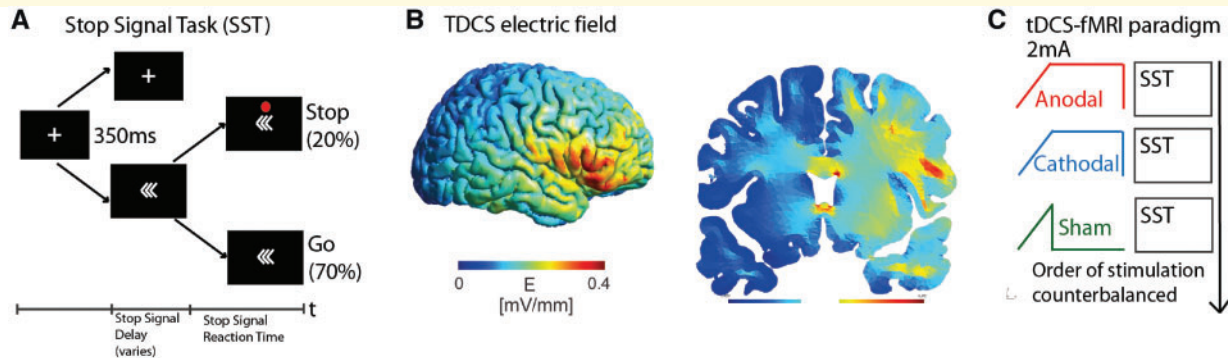 A
Stop Signal Task (SST)
350ms
Stop
(20%)
Go
(70%)
t
Stop Signal
Delay
(varies)
Stop Signal
Reaction Time
B
TDCS electric field
0
E
0.4
[mV/mm]
C
tDCS-fMRI paradigm
2mA
Anodal
SST
Cathodal
SST
Sham
SST
Order of stimulation
counterbalanced